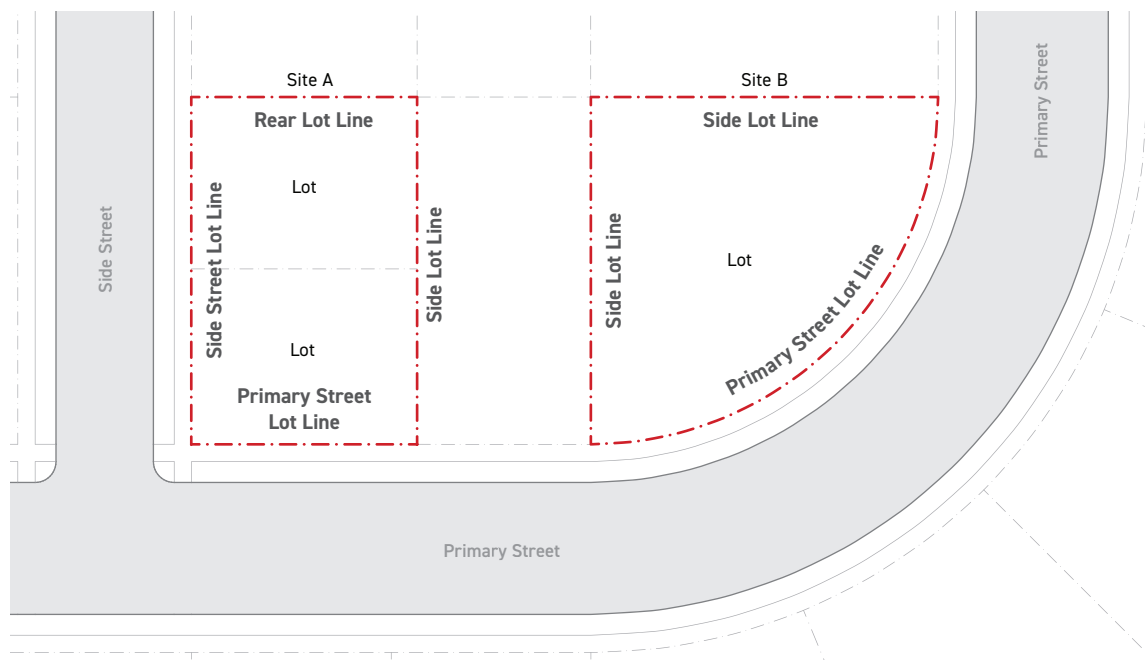 Site A
Site B
Primary Street
Rear Lot Line
Side Lot Line
Lot
Side Street
Side Street Lot Line
Side Lot Line
Side Lot Line
Lot
Primary Street Lot Line
Lot
Primary Street
Lot Line
Primary Street